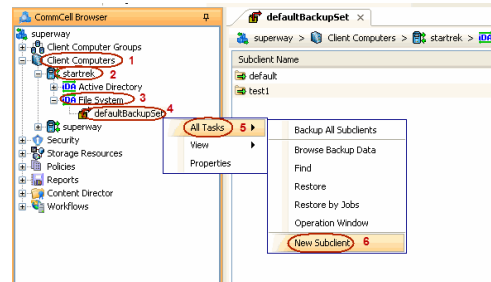 CommCell Browser
defaultBackupSet ×
superway
superway > Client Computers > startrek > iDA
Client Computer Groups
Client Computers 1
startrek 2
iDA Active Directory
iDA File System 3
defaultBackupSet 4
superway
Security
Storage Resources
Policies
Reports
Content Director
Workflows
Subclient Name
default
test1
All Tasks 5
View
Properties
Backup All Subclients
Browse Backup Data
Find
Restore
Restore by Jobs
Operation Window
New Subclient 6